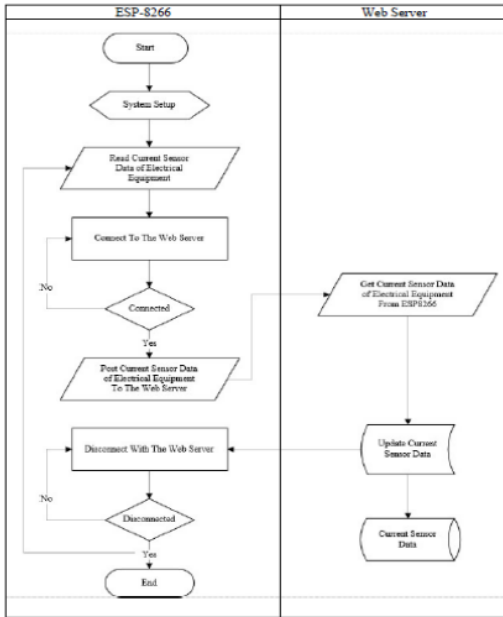 ESP-8266
Web Server
Start
System Setup
Read Current Sensor
Data of Electrical
Equipment
Connect To The Web Server
No
Connected
Yes
Get Current Sensor Data
of Electrical Equipment
From ESP8266
Post Current Sensor Data
of Electrical Equipment
To The Web Server
Disconnect With The Web Server
Update Current
Sensor Data
No
Disconnected
Current Sensor
Data
Yes
End